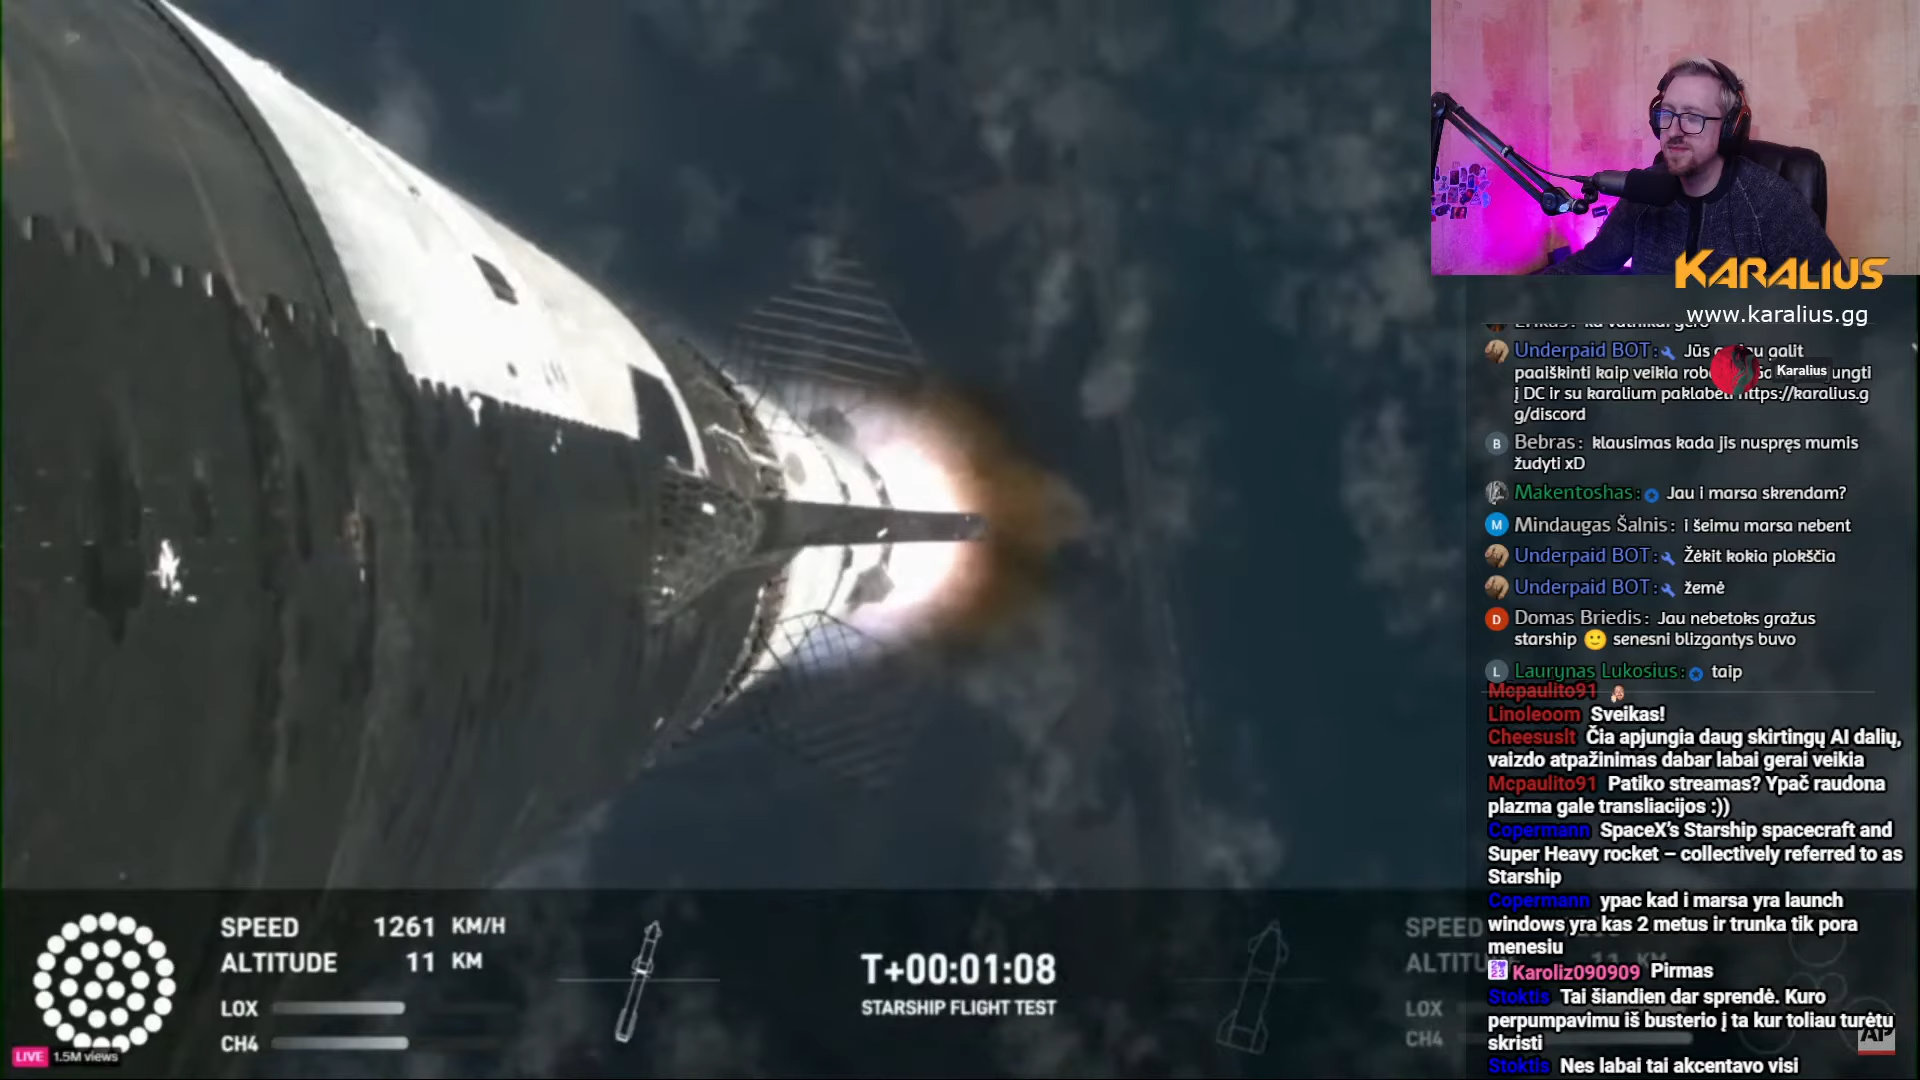 KARALIUS
www.karalius.gg
Underpaid BOT: Jūs galit
paaiškinti kaip veikia
Karalius
į DC ir su karalium paklabėti https://karalius.g
g/discord
Bebras: klausimas kada jis nuspręs mumis
žudyti xD
Makentoshas: Jau i marsa skrendam?
Mindaugas Šalnis: i šeimu marsa nebent
Underpaid BOT: Žėkit kokia plokščia
Underpaid BOT: žemė
Domas Briedis: Jau nebetoks gražus
starship 🙂 senesni blizgantys buvo
Laurynas Lukosius: taip
Mcpaulito91
Linoleoom Sveikas!
Cheesuslt Čia apjungia daug skirtingų AI dalių,
vaizdo atpažinimas dabar labai gerai veikia
Mcpaulito91 Patiko streamas? Ypač raudona
plazma gale transliacijos :))
Copermann SpaceX's Starship spacecraft and
Super Heavy rocket – collectively referred to as
Starship
Copermann ypac kad i marsa yra launch
windows yra kas 2 metus ir trunka tik pora
menesiu
Karoliz090909 Pirmas
Stoktis Tai šiandien dar sprendė. Kuro
perpumpavimu iš busterio į ta kur toliau turėtų
skristi
Stoktis Nes labai tai akcentavo visi
SPEED 1261 KM/H
ALTITUDE 11 KM
LOX
CH4
LIVE 1.5M views
T+00:01:08
STARSHIP FLIGHT TEST
SPEED
LOX
CH4
AP